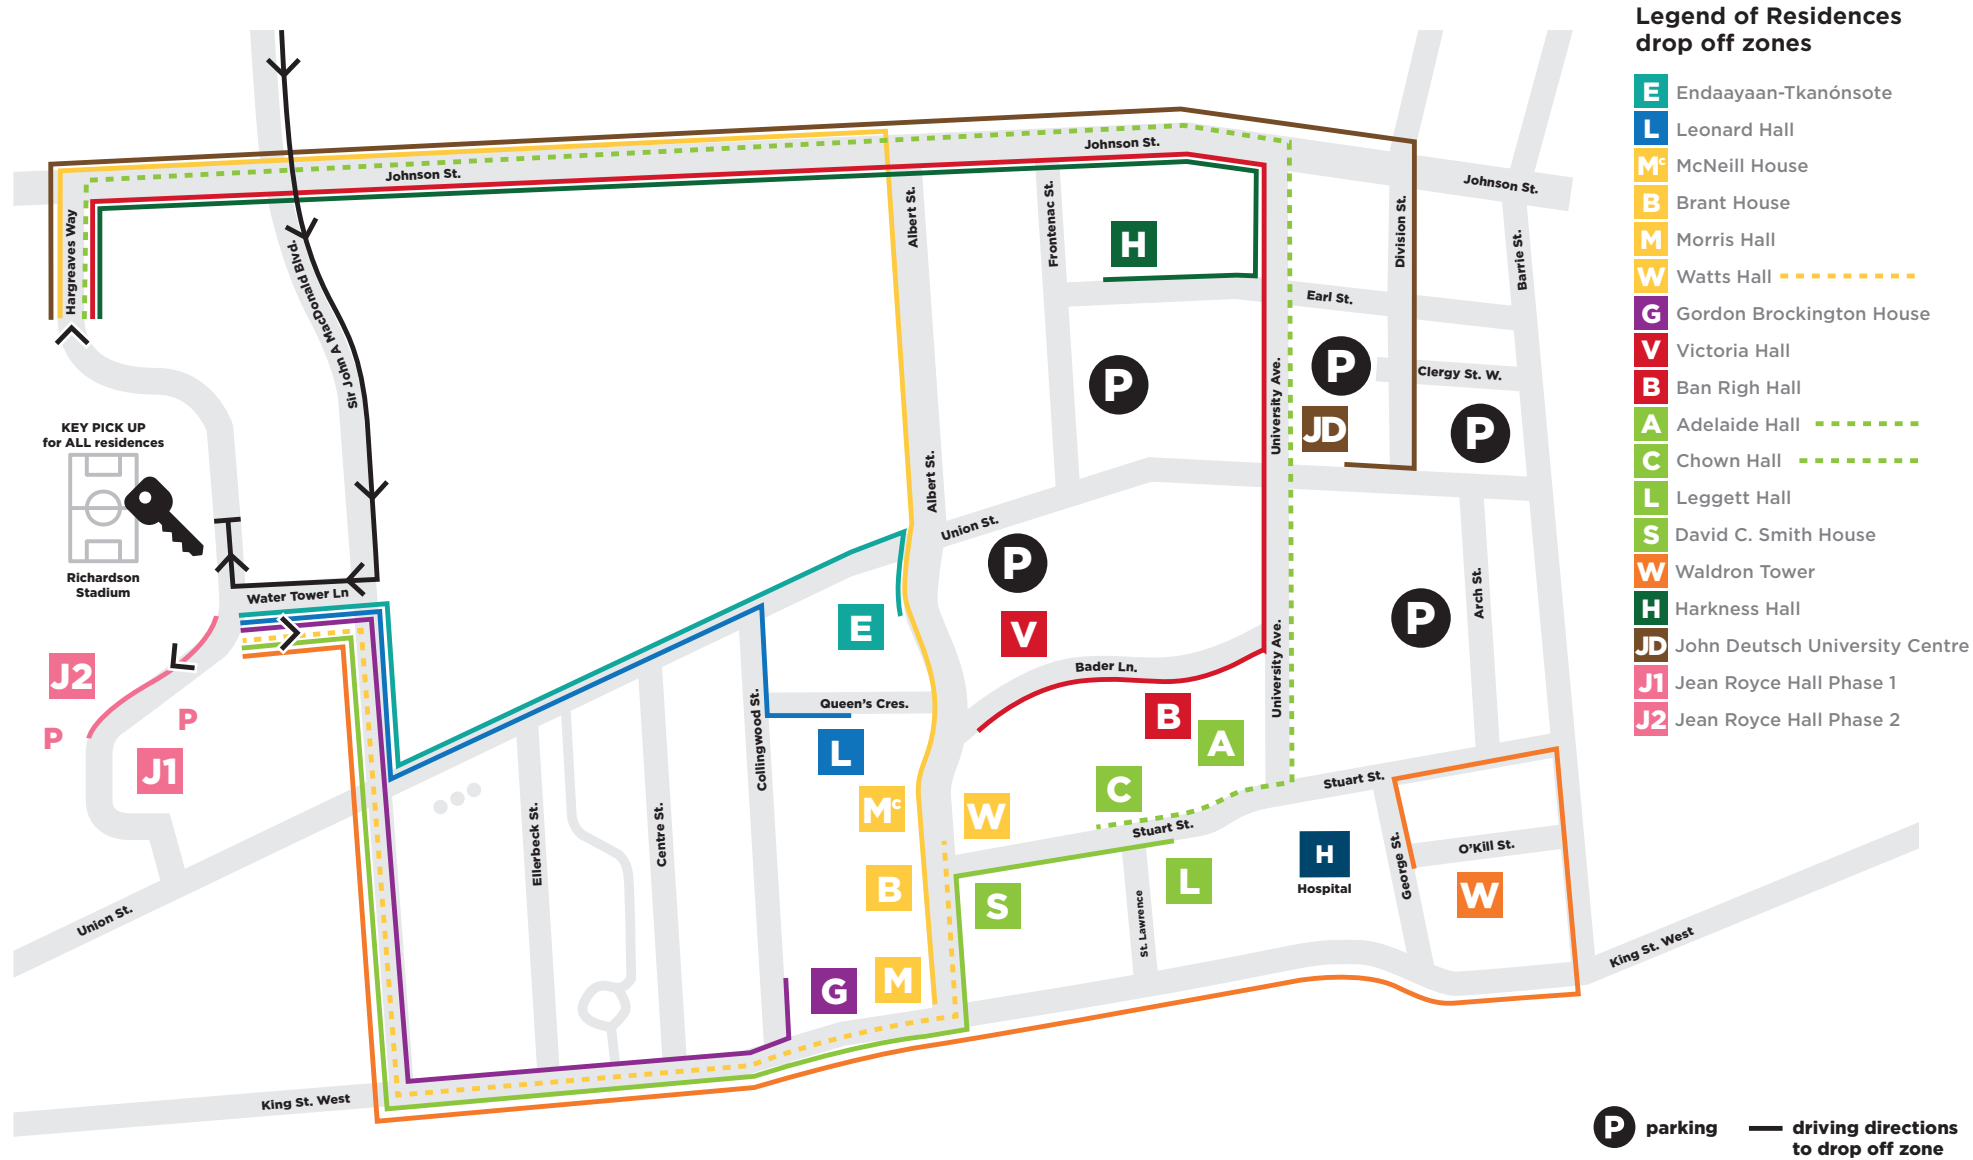 Legend of Residences
drop off zones
E Endaayaan-Tkanónsote
L Leonard Hall
Mc McNeill House
B Brant House
M Morris Hall
W Watts Hall
G Gordon Brockington House
V Victoria Hall
B Ban Righ Hall
A Adelaide Hall
C Chown Hall
L Leggett Hall
S David C. Smith House
W Waldron Tower
H Harkness Hall
JD John Deutsch University Centre
J1 Jean Royce Hall Phase 1
J2 Jean Royce Hall Phase 2
Johnson St.
Johnson St.
Johnson St.
Hargreaves Way
Sir John A MacDonald Blvd.
Albert St.
Frontenac St.
H
Division St.
Barrie St.
Earl St.
P
P
Clergy St. W.
University Ave.
JD
P
KEY PICK UP
for ALL residences
Richardson
Stadium
Water Tower Ln
Albert St.
Union St.
P
Arch St.
P
E
V
University Ave.
Bader Ln.
J2
P
P
J1
Collingwood St.
Queen's Cres.
L
B
A
Mc
W
C
Stuart St.
Stuart St.
Ellerbeck St.
Centre St.
B
S
L
St. Lawrence
H
Hospital
George St.
O'Kill St.
W
Union St.
G
M
King St. West
King St. West
P parking
driving directions
to drop off zone